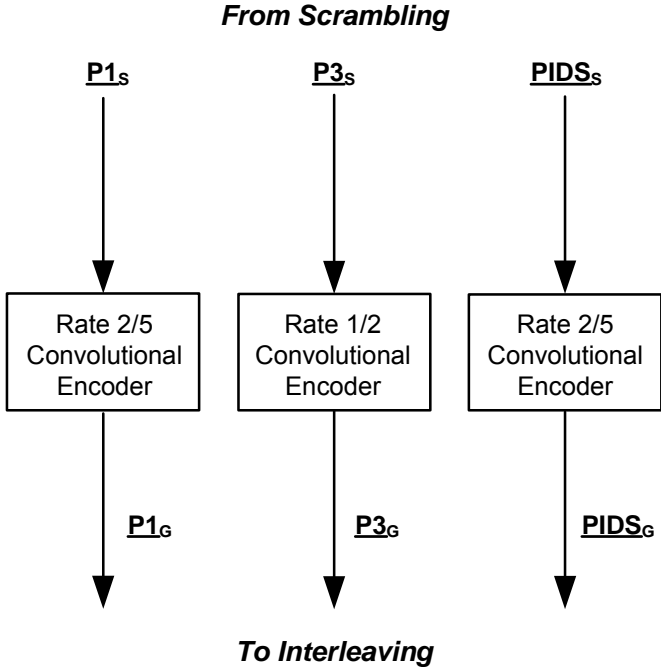 From Scrambling
P1S P3S PIDSS
Rate 2/5 Rate 1/2 Rate 2/5
Convolutional Convolutional Convolutional
Encoder Encoder Encoder
P1G P3G PIDSG
To Interleaving